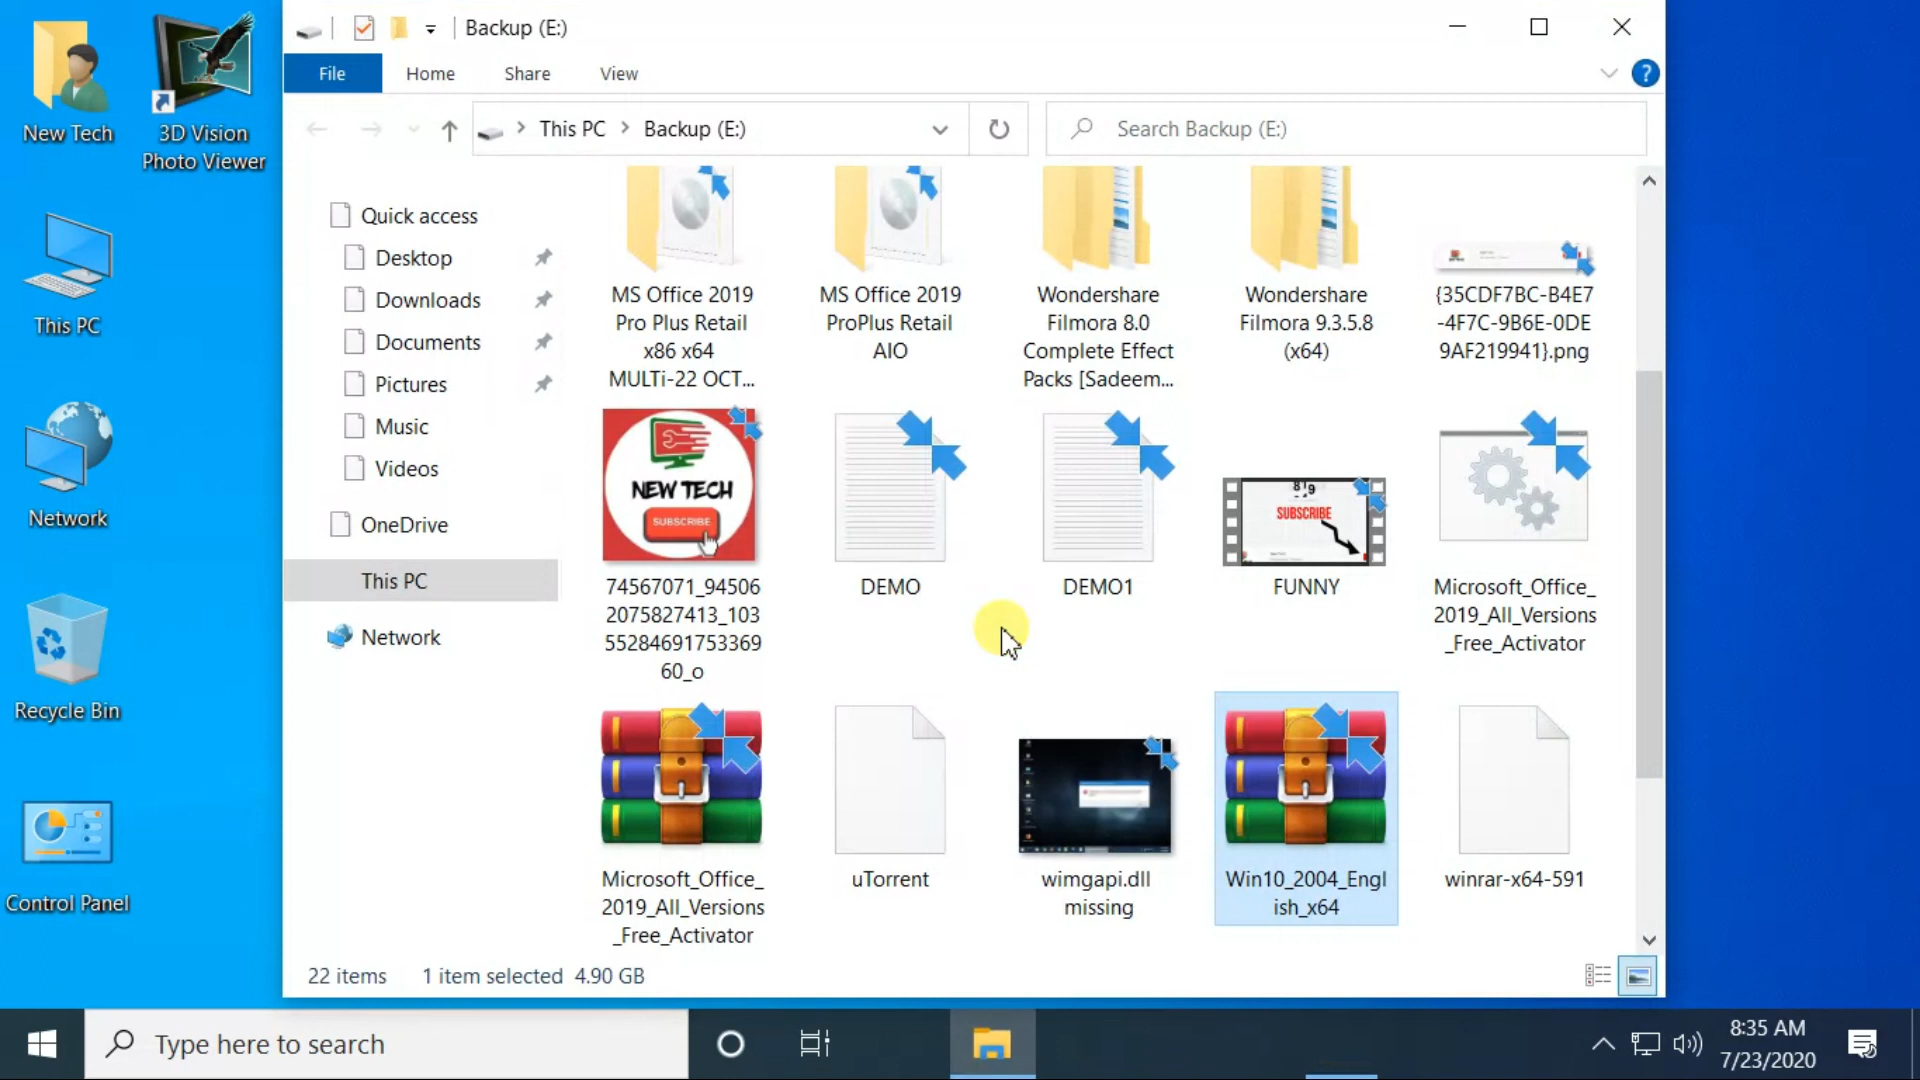 New Tech
3D Vision
Photo Viewer
This PC
Network
Recycle Bin
Control Panel
Backup (E:)
File
Home
Share
View
?
This PC
Backup (E:)
Search Backup (E:)
Quick access
Desktop
Downloads
Documents
Pictures
Music
Videos
OneDrive
This PC
Network
MS Office 2019
Pro Plus Retail
x86 x64
MULTi-22 OCT...
MS Office 2019
ProPlus Retail
AIO
Wondershare
Filmora 8.0
Complete Effect
Packs [Sadeem...
Wondershare
Filmora 9.3.5.8
(x64)
{35CDF7BC-B4E7
-4F7C-9B6E-0DE
9AF219941}.png
NEW TECH
SUBSCRIBE
74567071_94506
2075827413_103
55284691753369
60_o
DEMO
DEMO1
819
SUBSCRIBE
FUNNY
Microsoft_Office_
2019_All_Versions
_Free_Activator
Microsoft_Office_
2019_All_Versions
_Free_Activator
uTorrent
wimgapi.dll
missing
Win10_2004_Engl
ish_x64
winrar-x64-591
22 items
1 item selected 4.90 GB
Type here to search
8:35 AM
7/23/2020